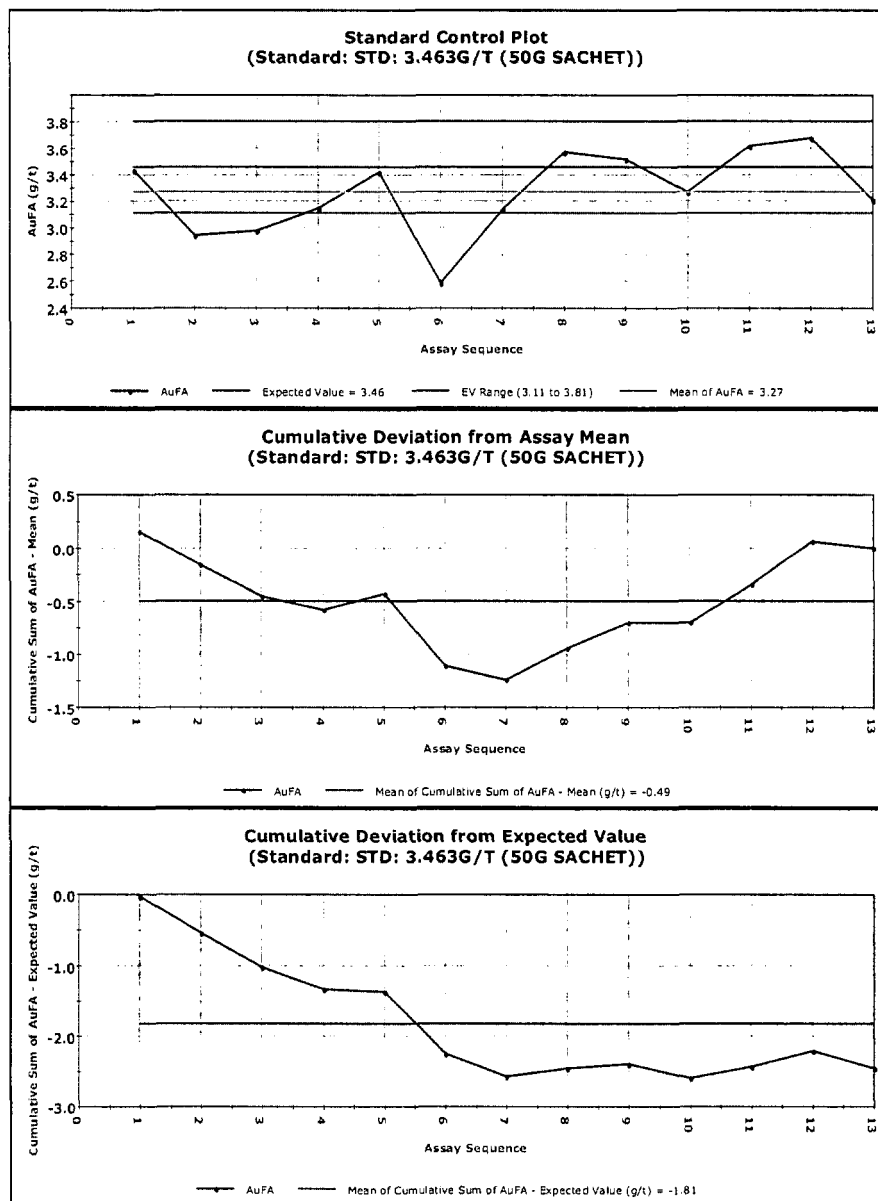 Standard Control Plot
(Standard: STD: 3.463G/T (50G SACHET))
AuFA (g/t)
3.8
3.6
3.4
3.2
3.0
2.8
2.6
2.4
0 1 2 3 4 5 6 7 8 9 10 11 12 13
Assay Sequence
AuFA Expected Value = 3.46 EV Range (3.11 to 3.81) Mean of AuFA = 3.27
Cumulative Deviation from Assay Mean
(Standard: STD: 3.463G/T (50G SACHET))
Cumulative Sum of AuFA - Mean (g/t)
0.5
0.0
-0.5
-1.0
-1.5
0 1 2 3 4 5 6 7 8 9 10 11 12 13
Assay Sequence
AuFA Mean of Cumulative Sum of AuFA - Mean (g/t) = -0.49
Cumulative Deviation from Expected Value
(Standard: STD: 3.463G/T (50G SACHET))
Cumulative Sum of AuFA - Expected Value (g/t)
0.0
-1.0
-2.0
-3.0
0 1 2 3 4 5 6 7 8 9 10 11 12 13
Assay Sequence
AuFA Mean of Cumulative Sum of AuFA - Expected Value (g/t) = -1.81